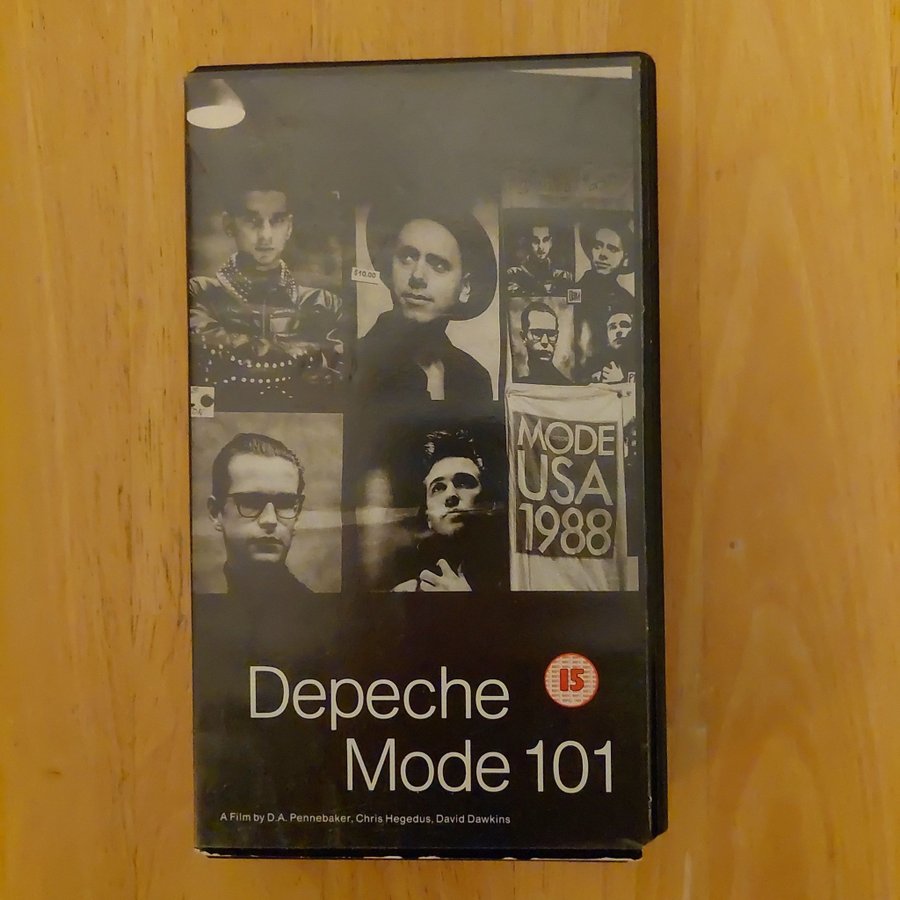 $10.00
MODE
USA
1988
15
Depeche
Mode 101
A Film by D.A. Pennebaker, Chris Hegedus, David Dawkins